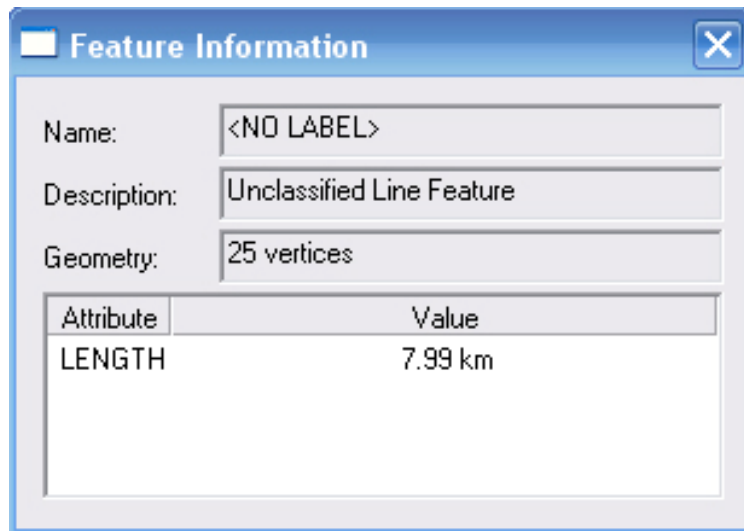 Feature Information
Name: <NO LABEL>
Description: Unclassified Line Feature
Geometry: 25 vertices
Attribute Value
LENGTH 7.99 km